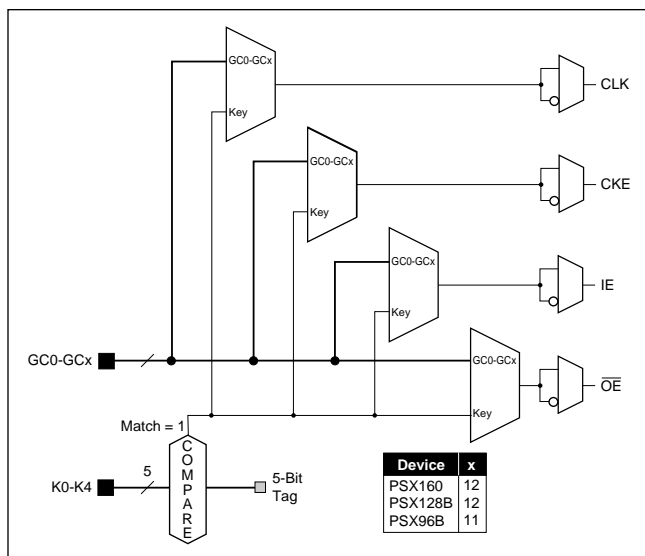 GC0-GCx
CLK
Key
GC0-GCx
CKE
Key
GC0-GCx
IE
Key
GC0-GCx
GC0-GCx
OE
Key
Match = 1
COMPARE
K0-K4
5
5-Bit
Tag
Device x
PSX160 12
PSX128B 12
PSX96B 11